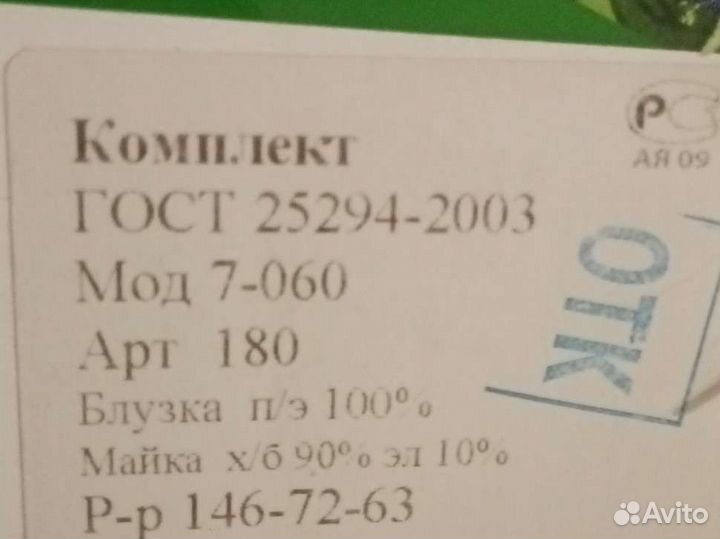 Комплект
РС
АЯ 09
ГОСТ 25294-2003
Мод 7-060
Арт 180
ОТК
Блузка п/э 100%
Майка х/б 90% эл 10%
Р-р 146-72-63
Avito